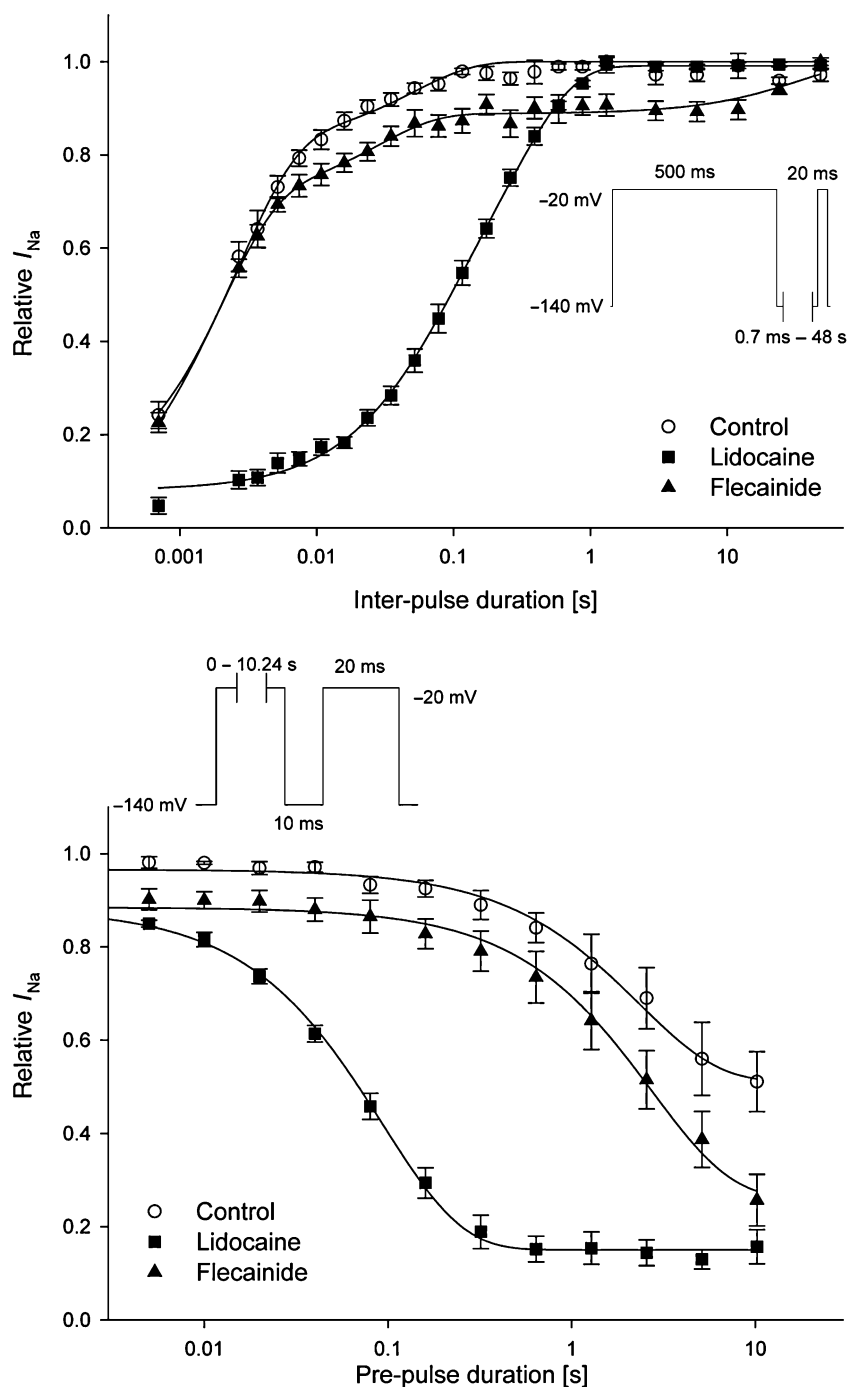 1.0
0.8
0.6
0.4
0.2
0.0
Relative I_Na
500 ms
20 ms
–20 mV
–140 mV
0.7 ms – 48 s
Control
Lidocaine
Flecainide
0.001
0.01
0.1
1
10
Inter-pulse duration [s]
0 – 10.24 s
20 ms
–20 mV
–140 mV
10 ms
1.0
0.8
0.6
0.4
0.2
0.0
Relative I_Na
Control
Lidocaine
Flecainide
0.01
0.1
1
10
Pre-pulse duration [s]